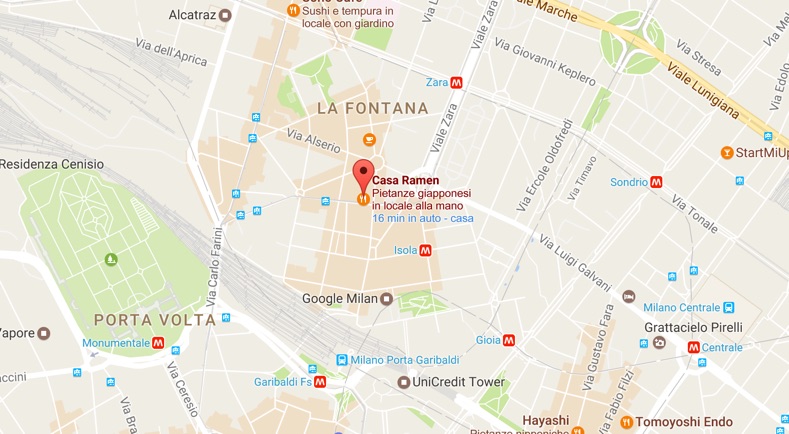 Sushi e tempura in
locale con giardino
Alcatraz
Viale Marche
Viale Zara
Via Giovanni Keplero
Via Stresa
Viale Lunigiana
Via Edolo
Via dell'Aprica
Zara
LA FONTANA
Via Alserio
Viale Zara
Via Ercole Oldofredi
Via Timavo
StartMiUp
Residenza Cenisio
Casa Ramen
Pietanze giapponesi
in locale alla mano
16 min in auto - casa
Sondrio
Via Tonale
Via Carlo Farini
Isola
Via Luigi Galvani
Google Milan
Milano Centrale
PORTA VOLTA
Via Gustavo Fara
Grattacielo Pirelli
Vapore
Monumentale
Gioia
Centrale
Milano Porta Garibaldi
Via Ceresio
Garibaldi Fs
UniCredit Tower
Via Fabio Filzi
Via Bra
Hayashi
Tomoyoshi Endo